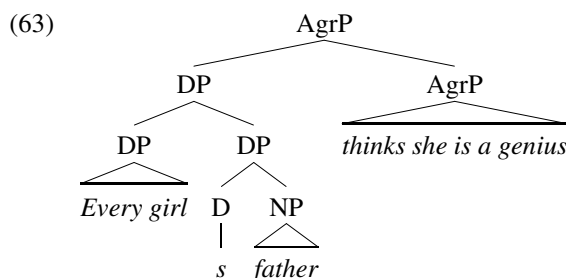 (63) AgrP
DP AgrP
DP DP thinks she is a genius
Every girl D NP
s father